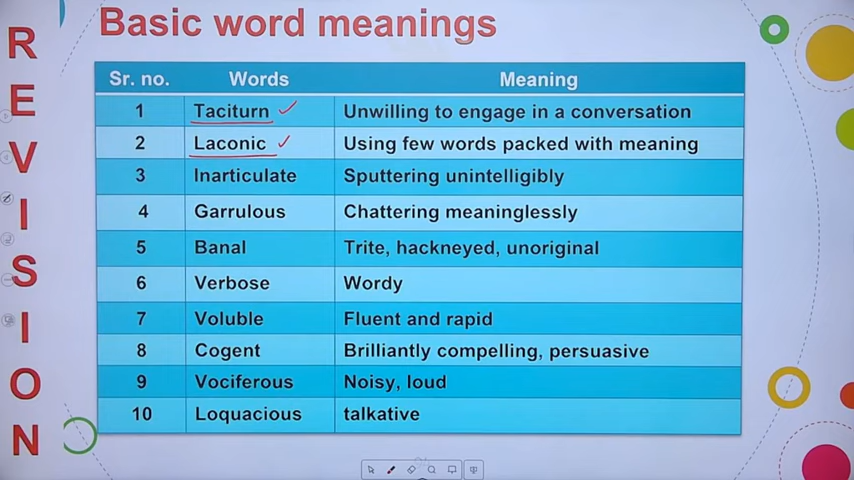 Basic word meanings
REVISION
Sr. no. Words Meaning
1 Taciturn Unwilling to engage in a conversation
2 Laconic Using few words packed with meaning
3 Inarticulate Sputtering unintelligibly
4 Garrulous Chattering meaninglessly
5 Banal Trite, hackneyed, unoriginal
6 Verbose Wordy
7 Voluble Fluent and rapid
8 Cogent Brilliantly compelling, persuasive
9 Vociferous Noisy, loud
10 Loquacious talkative